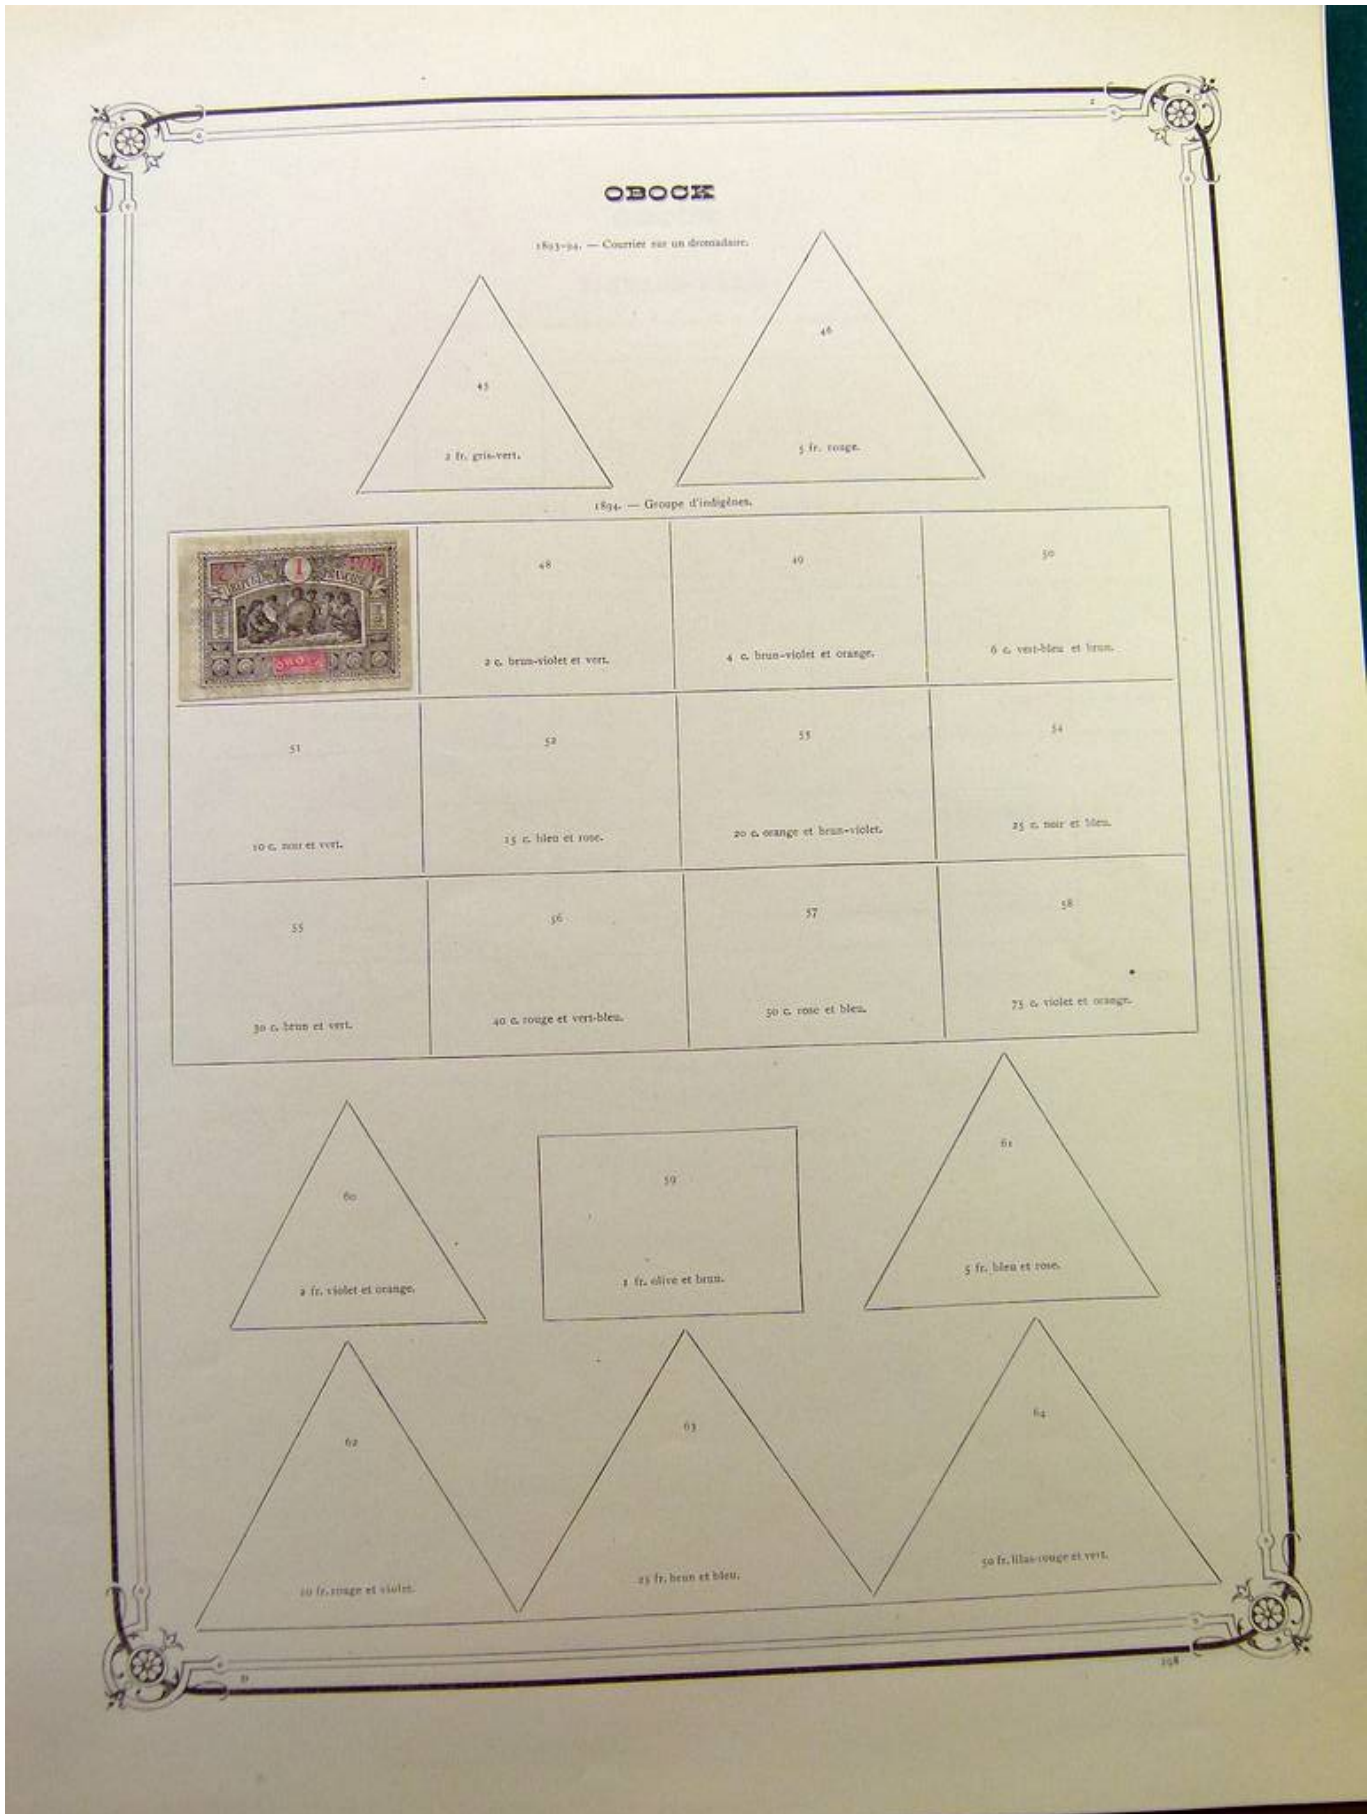 OBOCK
1893-94. — Courrier sur un dromadaire.
45
2 fr. gris-vert.
46
5 fr. rouge.
1894. — Groupe d'indigènes.
1
OBOCK
48
2 c. brun-violet et vert.
49
4 c. brun-violet et orange.
50
6 c. vert-bleu et brun.
51
10 c. noir et vert.
52
15 c. bleu et rose.
53
20 c. orange et brun-violet.
54
25 c. noir et bleu.
55
30 c. brun et vert.
56
40 c. rouge et vert-bleu.
57
50 c. rose et bleu.
58
75 c. violet et orange.
60
2 fr. violet et orange.
59
1 fr. olive et brun.
61
5 fr. bleu et rose.
62
10 fr. rouge et violet.
63
25 fr. brun et bleu.
64
50 fr. lilas-rouge et vert.
198